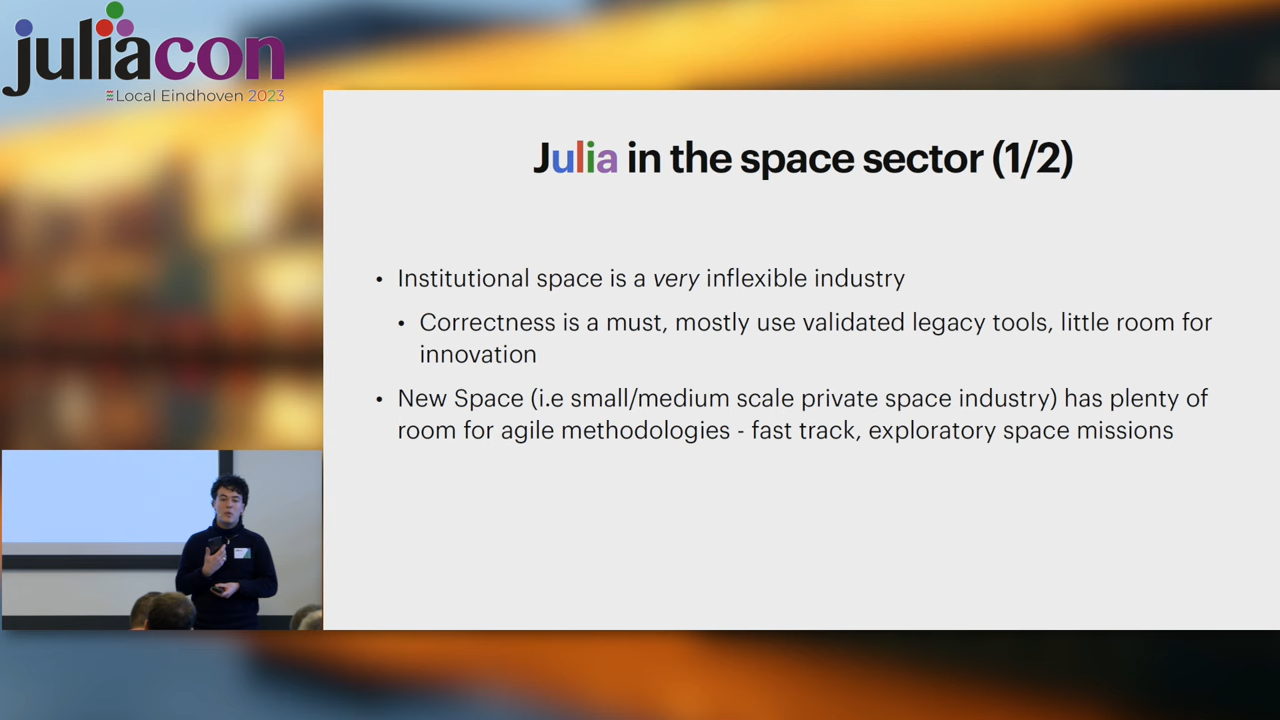 juliacon
Local Eindhoven 2023
Julia in the space sector (1/2)
• Institutional space is a very inflexible industry
• Correctness is a must, mostly use validated legacy tools, little room for
innovation
• New Space (i.e small/medium scale private space industry) has plenty of
room for agile methodologies - fast track, exploratory space missions